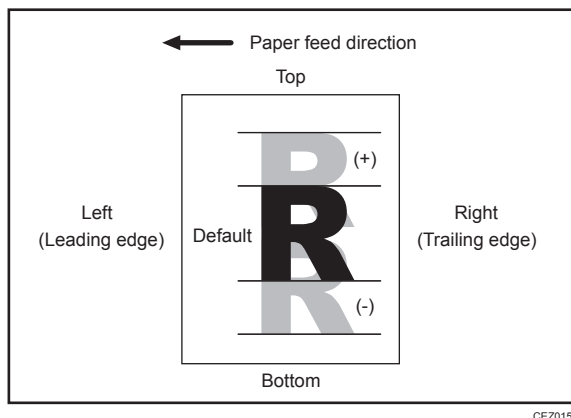 Paper feed direction
Top
R
(+)
Left
(Leading edge)
Default
R
Right
(Trailing edge)
R
(-)
Bottom
CEZ015